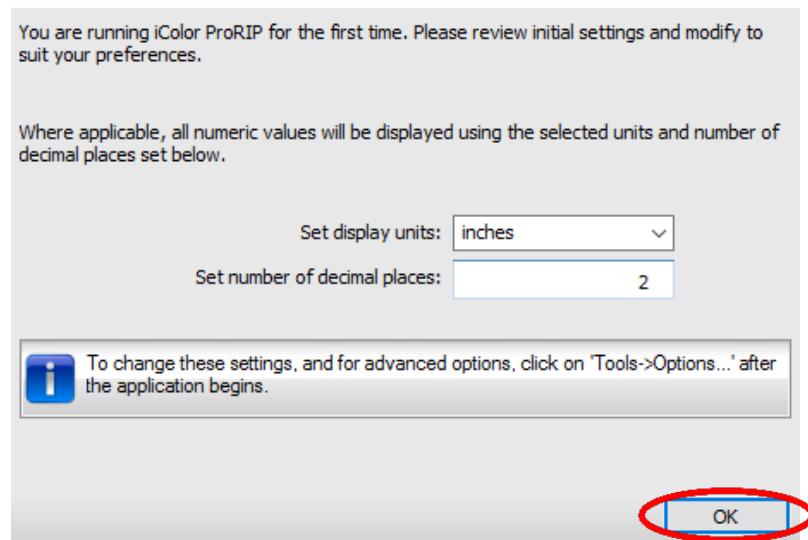 You are running iColor ProRIP for the first time. Please review initial settings and modify to
suit your preferences.
Where applicable, all numeric values will be displayed using the selected units and number of
decimal places set below.
Set display units: inches
Set number of decimal places: 2
To change these settings, and for advanced options, click on 'Tools->Options...' after
the application begins.
OK